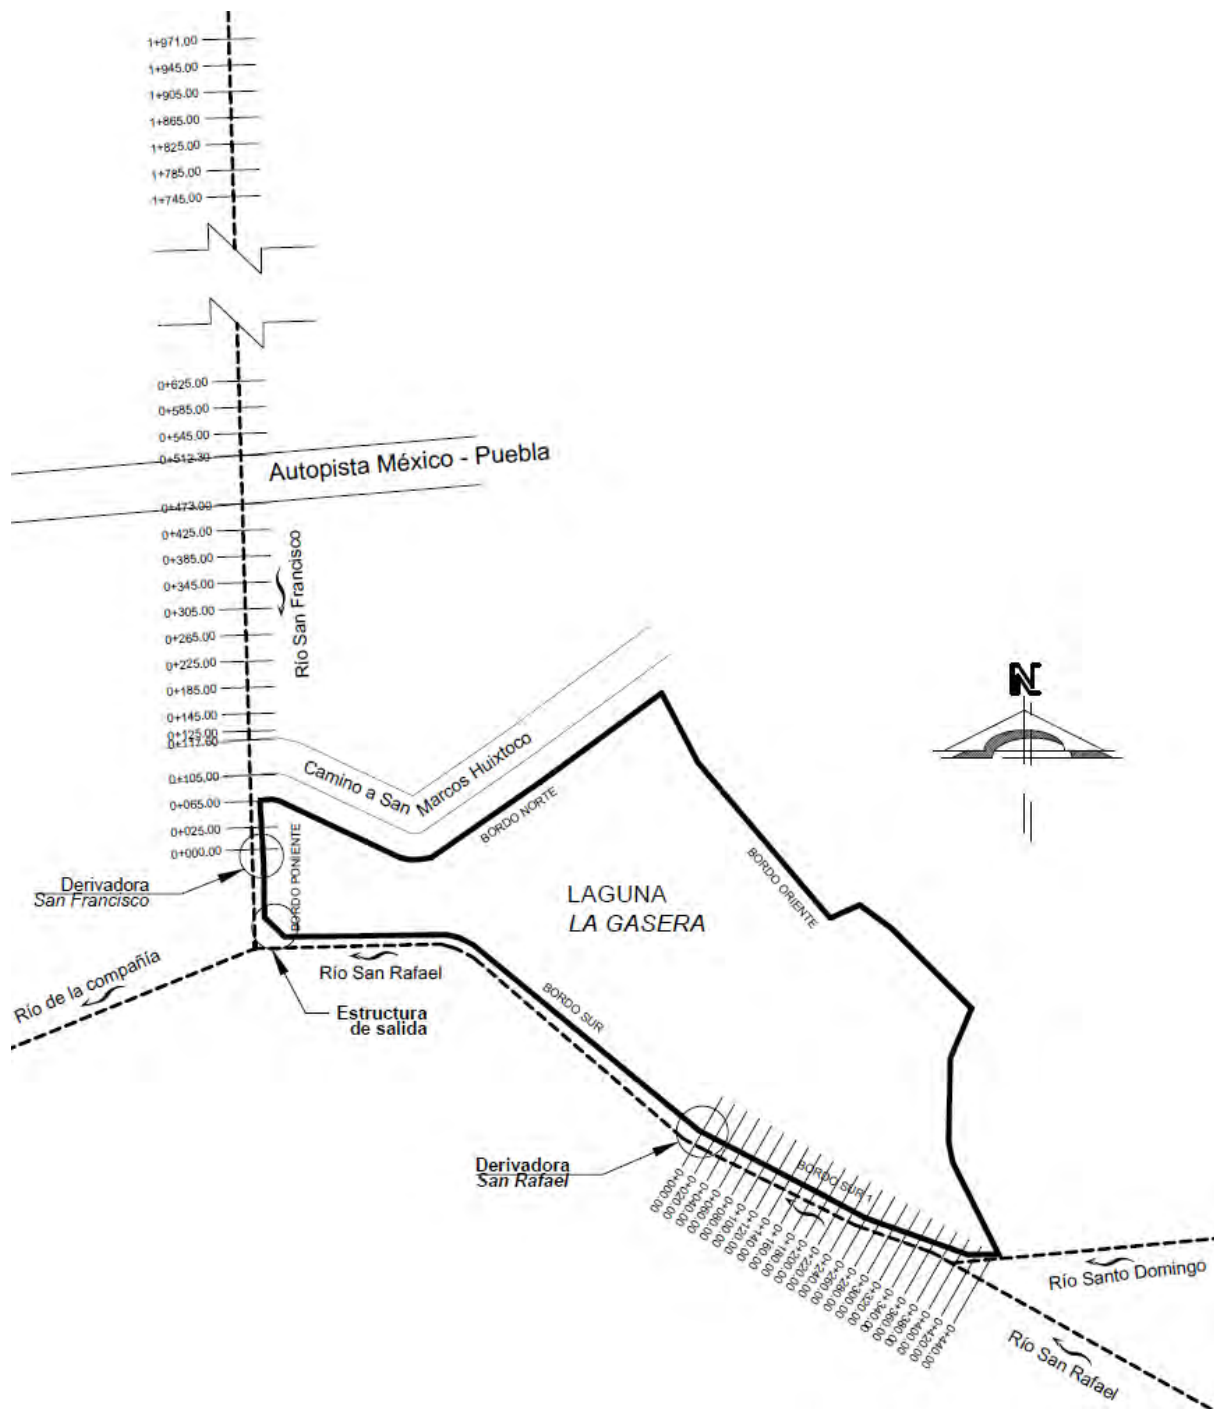 1+971.00
1+945.00
1+905.00
1+865.00
1+825.00
1+785.00
1+745.00
0+625.00
0+585.00
0+545.00
0+512.30
Autopista México - Puebla
0+473.00
0+425.00
0+385.00
0+345.00
0+305.00
0+265.00
0+225.00
0+185.00
0+145.00
0+125.00
0+117.60
0+105.00
0+065.00
0+025.00
0+000.00
Río San Francisco
N
Camino a San Marcos Huixtoco
BORDO NORTE
BORDO PONIENTE
BORDO ORIENTE
Derivadora
San Francisco
LAGUNA
LA GASERA
Río San Rafael
Río de la compañía
Estructura
de salida
BORDO SUR
Derivadora
San Rafael
BORDO SUR 1
0+000.00
0+020.00
0+040.00
0+060.00
0+080.00
0+100.00
0+120.00
0+140.00
0+160.00
0+180.00
0+200.00
0+220.00
0+240.00
0+260.00
0+280.00
0+300.00
0+320.00
0+340.00
0+360.00
0+380.00
0+400.00
0+420.00
0+440.00
Río Santo Domingo
Río San Rafael